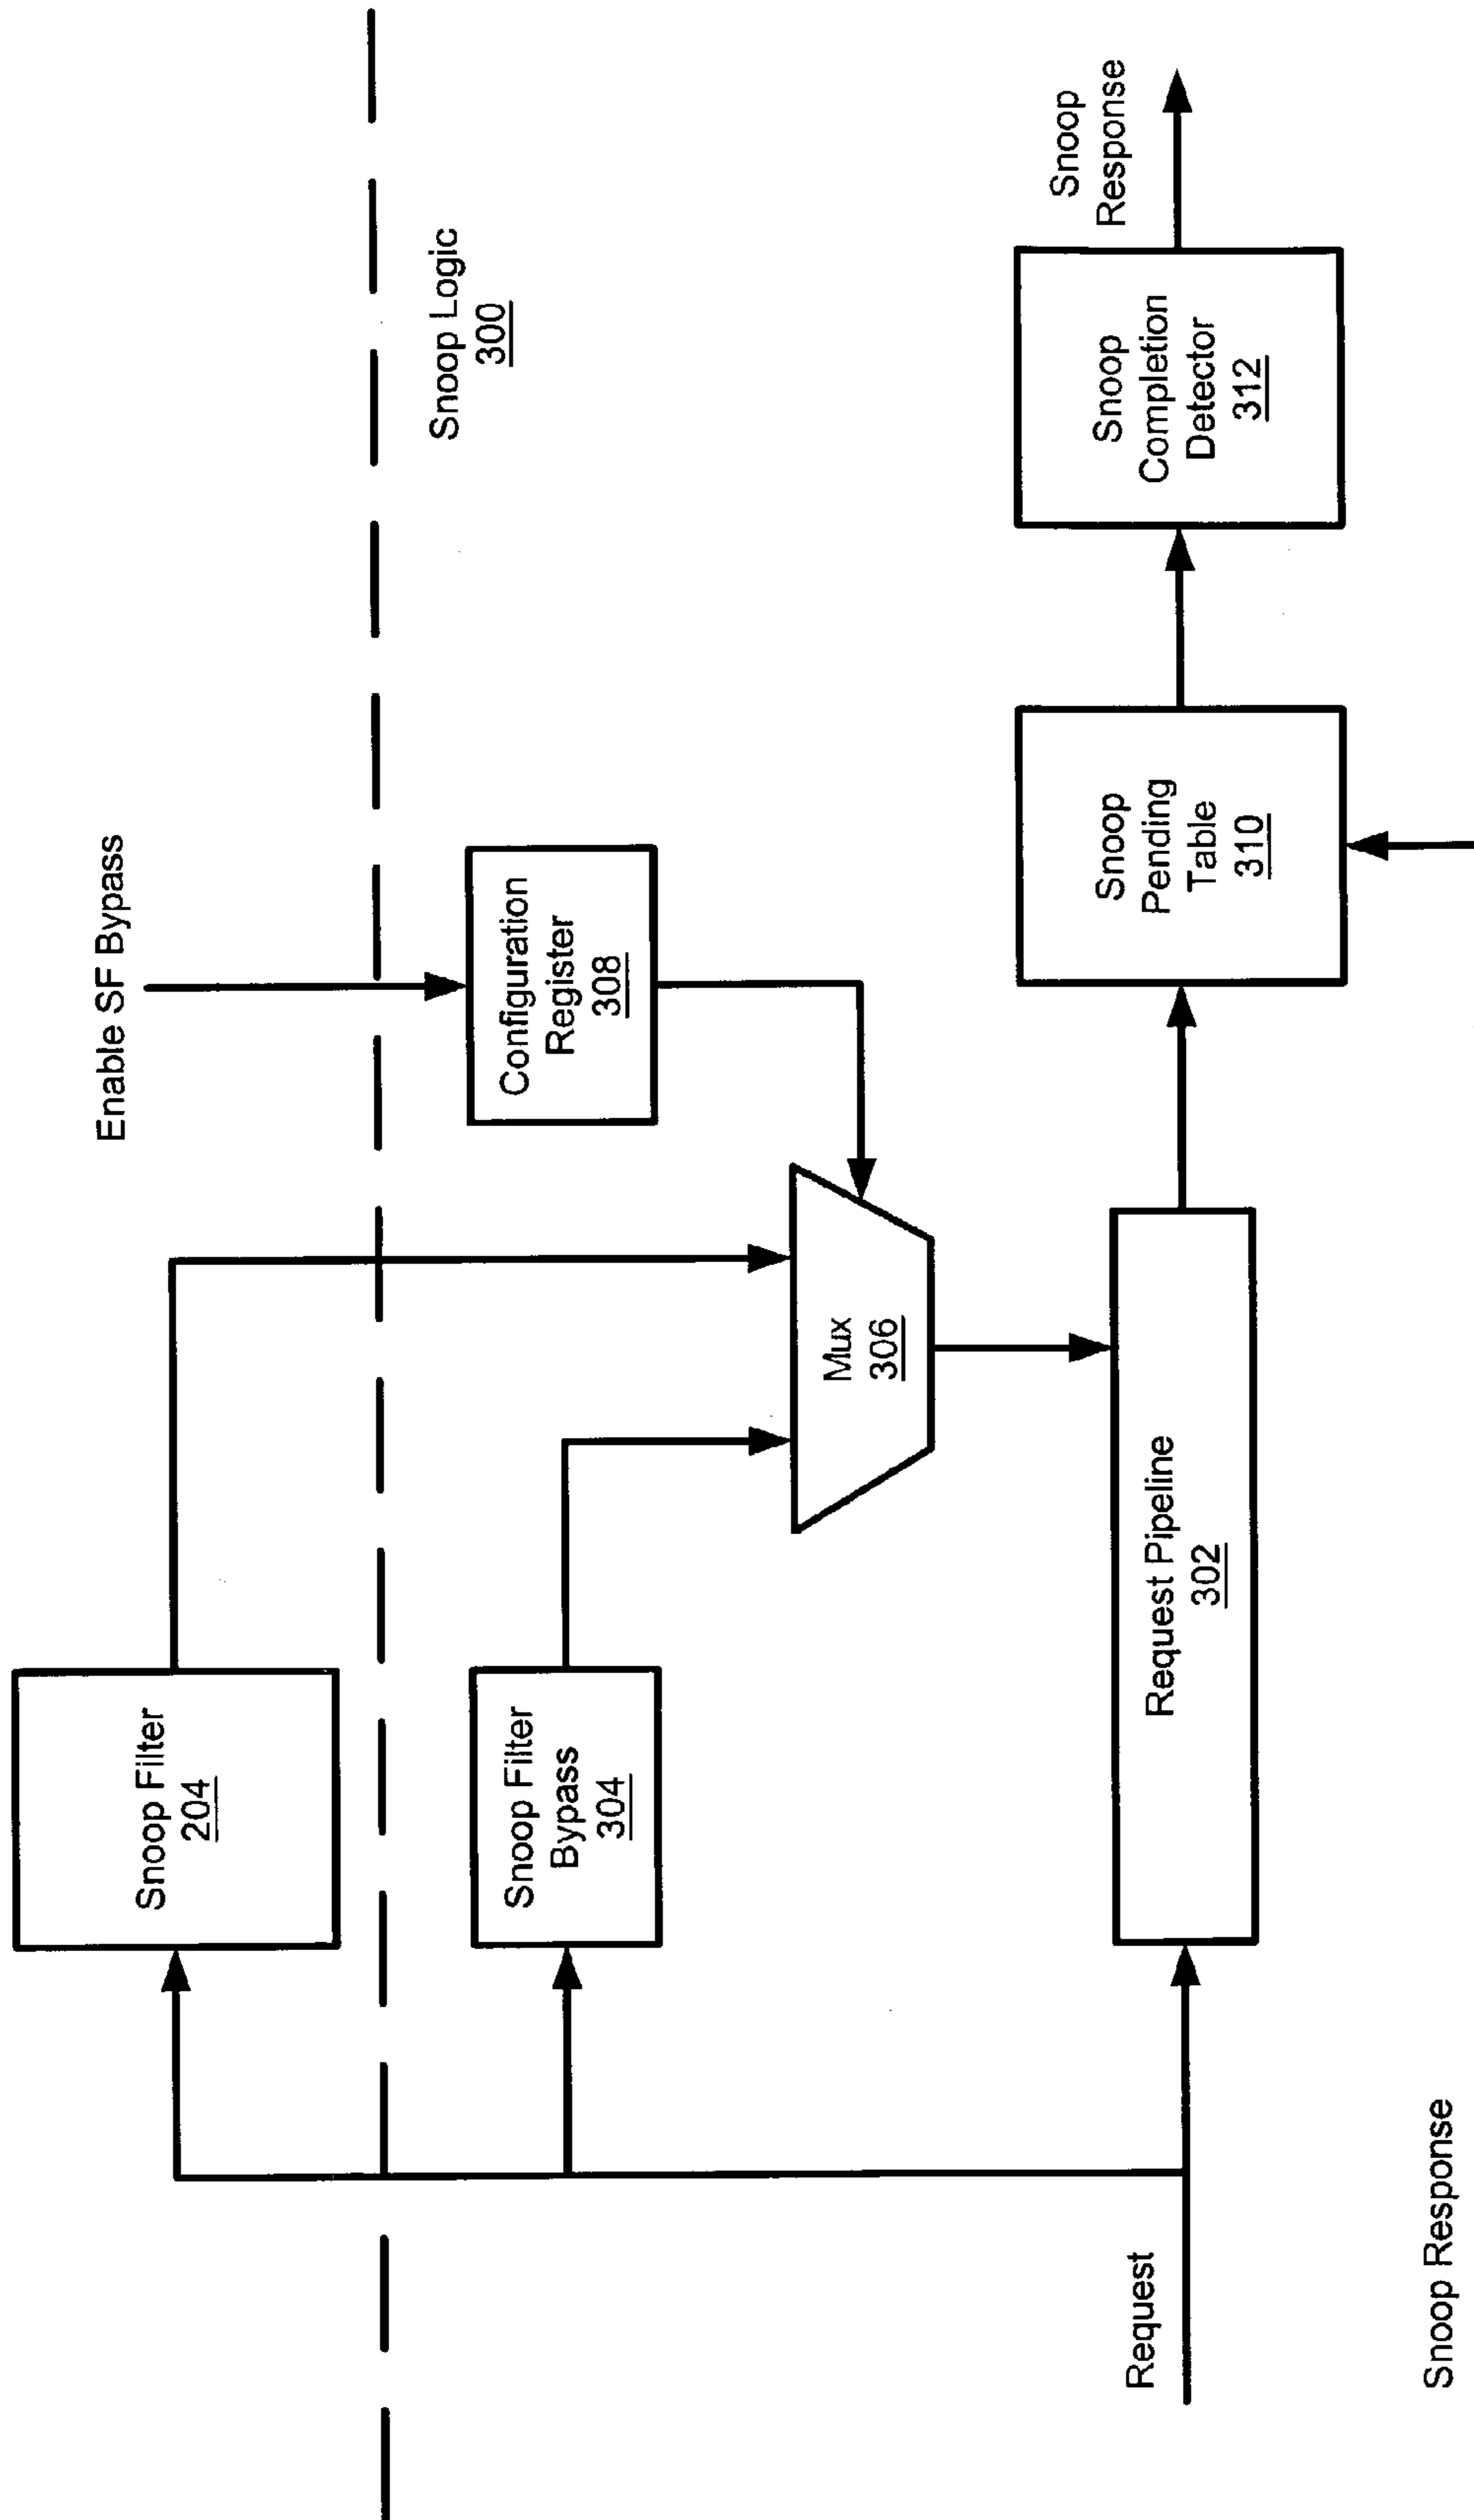 Snoop Filter
204
Enable SF Bypass
Snoop Logic
300
Snoop Filter
Bypass
304
Configuration
Register
308
Mux
306
Request
Request Pipeline
302
Snoop
Pending
Table
310
Snoop
Completion
Detector
312
Snoop
Response
Snoop Response